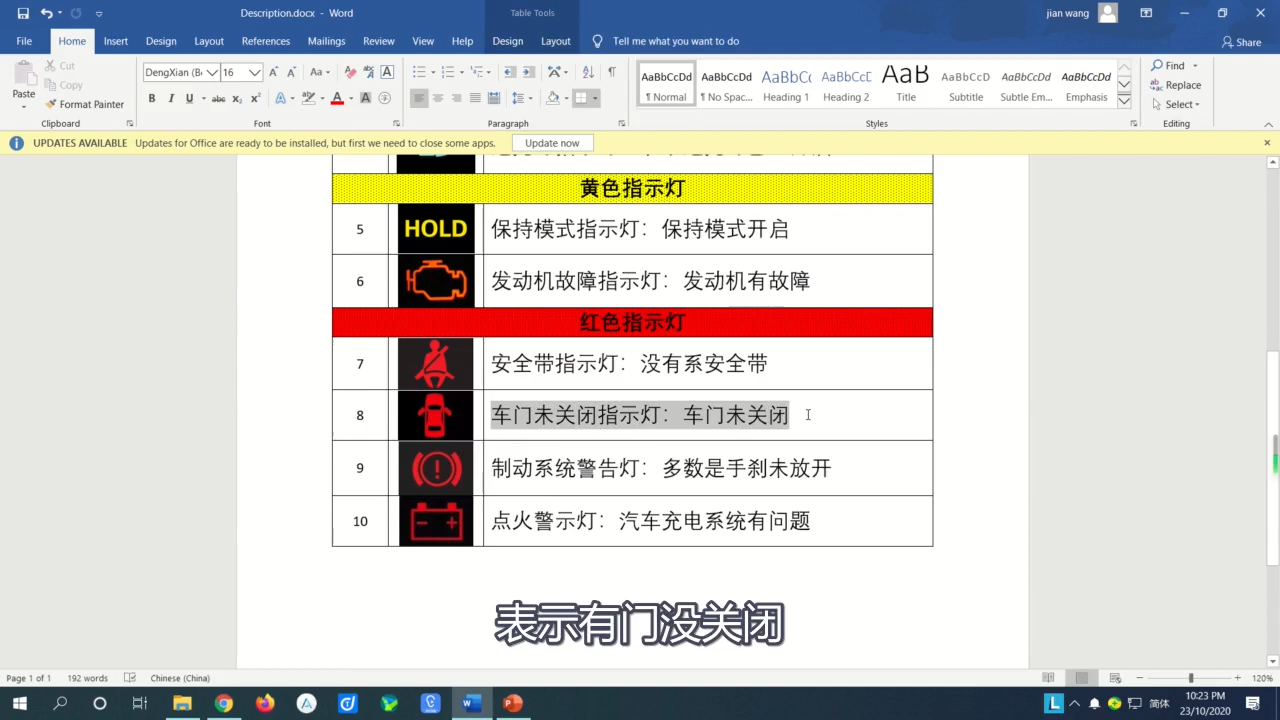 Description.docx - Word
Table Tools
jian wang
File Home Insert Design Layout References Mailings Review View Help Design Layout Tell me what you want to do Share
Paste
Cut
Copy
Format Painter
DengXian (Bo 16
AaBbCcDd AaBbCcDd AaBbCc AaBbCcDd AaB AaBbCcDd AaBbCcDd AaBbCcDd
¶ Normal ¶ No Spac... Heading 1 Heading 2 Title Subtitle Subtle Em... Emphasis
Find
Replace
Select
Clipboard Font Paragraph Styles Editing
UPDATES AVAILABLE Updates for Office are ready to be installed, but first we need to close some apps. Update now
黄色指示灯
5 HOLD 保持模式指示灯：保持模式开启
6 发动机故障指示灯：发动机有故障
红色指示灯
7 安全带指示灯：没有系安全带
8 车门未关闭指示灯：车门未关闭
9 制动系统警告灯：多数是手刹未放开
10 点火警示灯：汽车充电系统有问题
表示有门没关闭
Page 1 of 1 192 words Chinese (China) 120%
简体
10:23 PM
23/10/2020